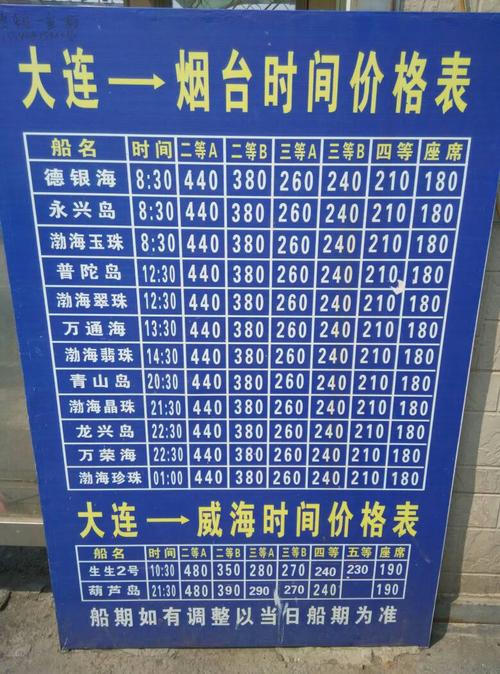 大连→烟台时间价格表
船名 时间 二等A 二等B 三等A 三等B 四等 座席
德银海 8:30 440 380 260 240 210 180
永兴岛 8:30 440 380 260 240 210 180
渤海玉珠 8:30 440 380 260 240 210 180
普陀岛 12:30 440 380 260 240 210 180
渤海翠珠 12:30 440 380 260 240 210 180
万通海 13:30 440 380 260 240 210 180
渤海翡珠 14:30 440 380 260 240 210 180
青山岛 20:30 440 380 260 240 210 180
渤海晶珠 21:30 440 380 260 240 210 180
龙兴岛 22:30 440 380 260 240 210 180
万荣海 22:30 440 380 260 240 210 180
渤海珍珠 01:00 440 380 260 240 210 180
大连→威海时间价格表
船名 时间 二等A 二等B 三等A 三等B 四等 五等 座席
生生2号 10:30 480 350 280 270 240 230 190
葫芦岛 21:30 480 390 290 270 240 190
船期如有调整以当日船期为准